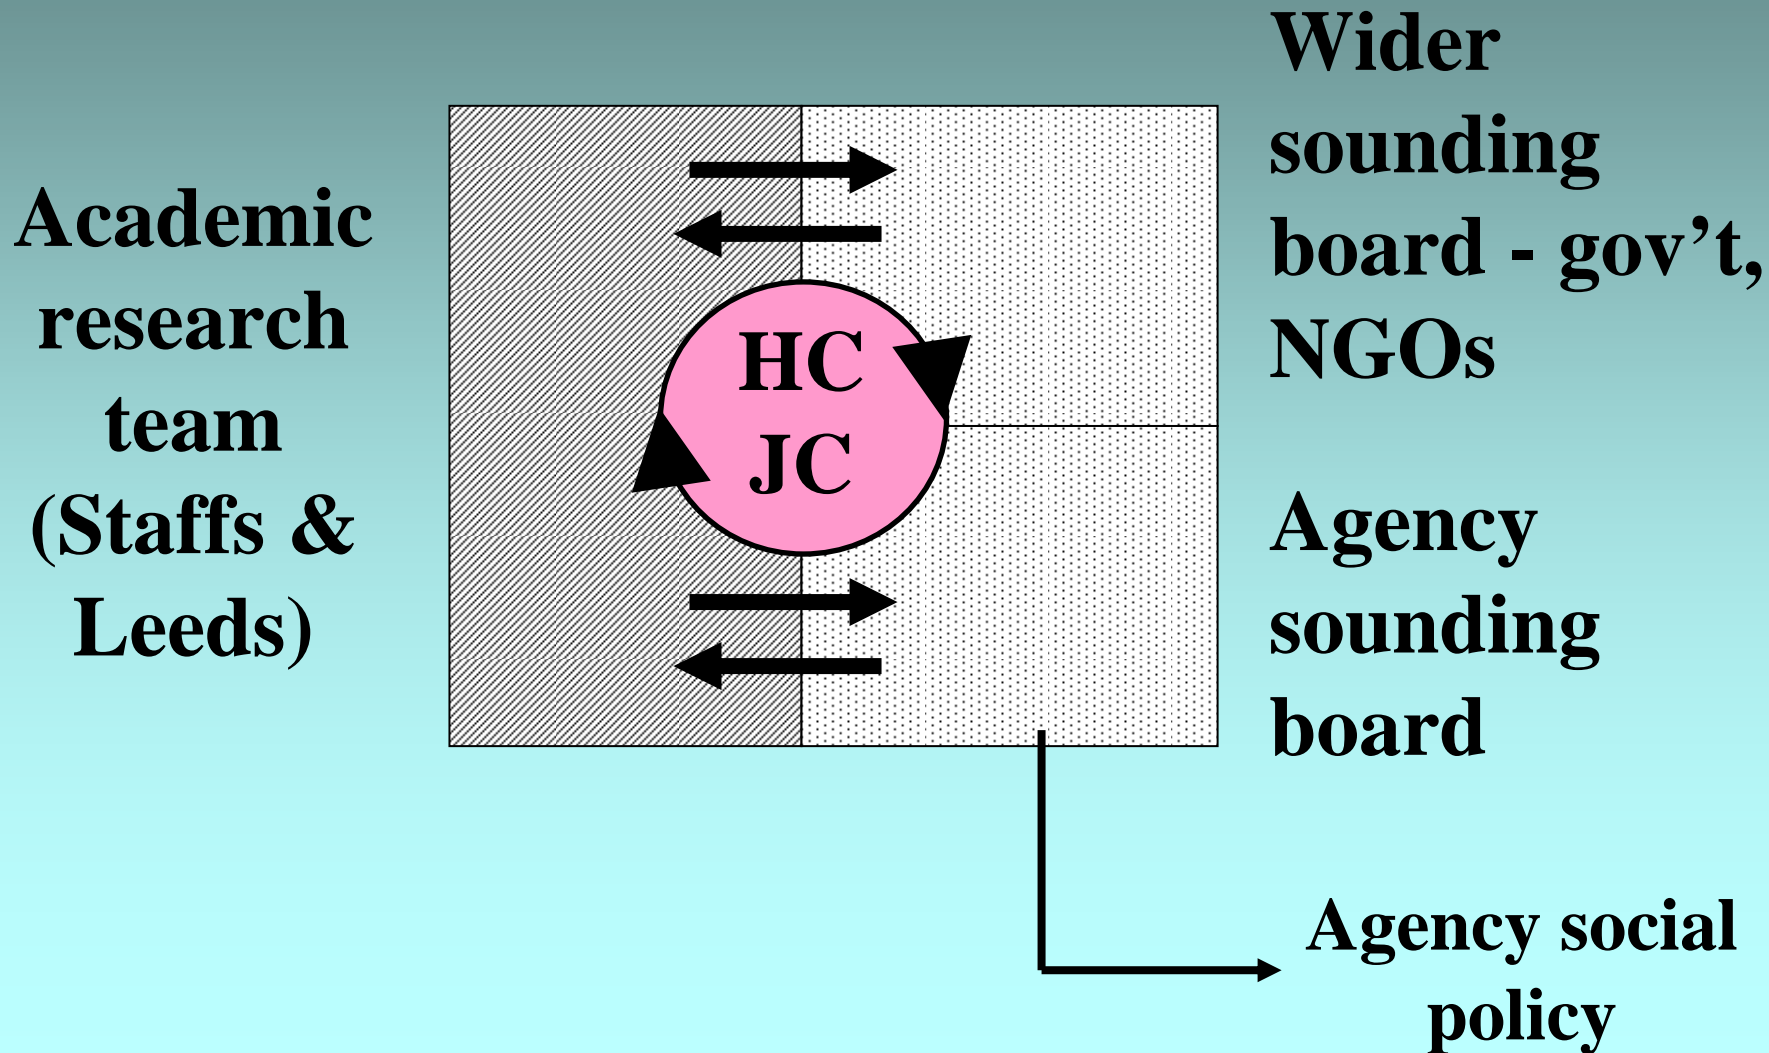 Academic
research
team
(Staffs &
Leeds)
HC
JC
Wider
sounding
board - gov’t,
NGOs
Agency
sounding
board
Agency social
policy